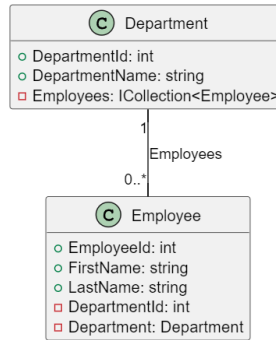 C Department
DepartmentId: int
DepartmentName: string
Employees: ICollection<Employee>
1
Employees
0..*
C Employee
EmployeeId: int
FirstName: string
LastName: string
DepartmentId: int
Department: Department